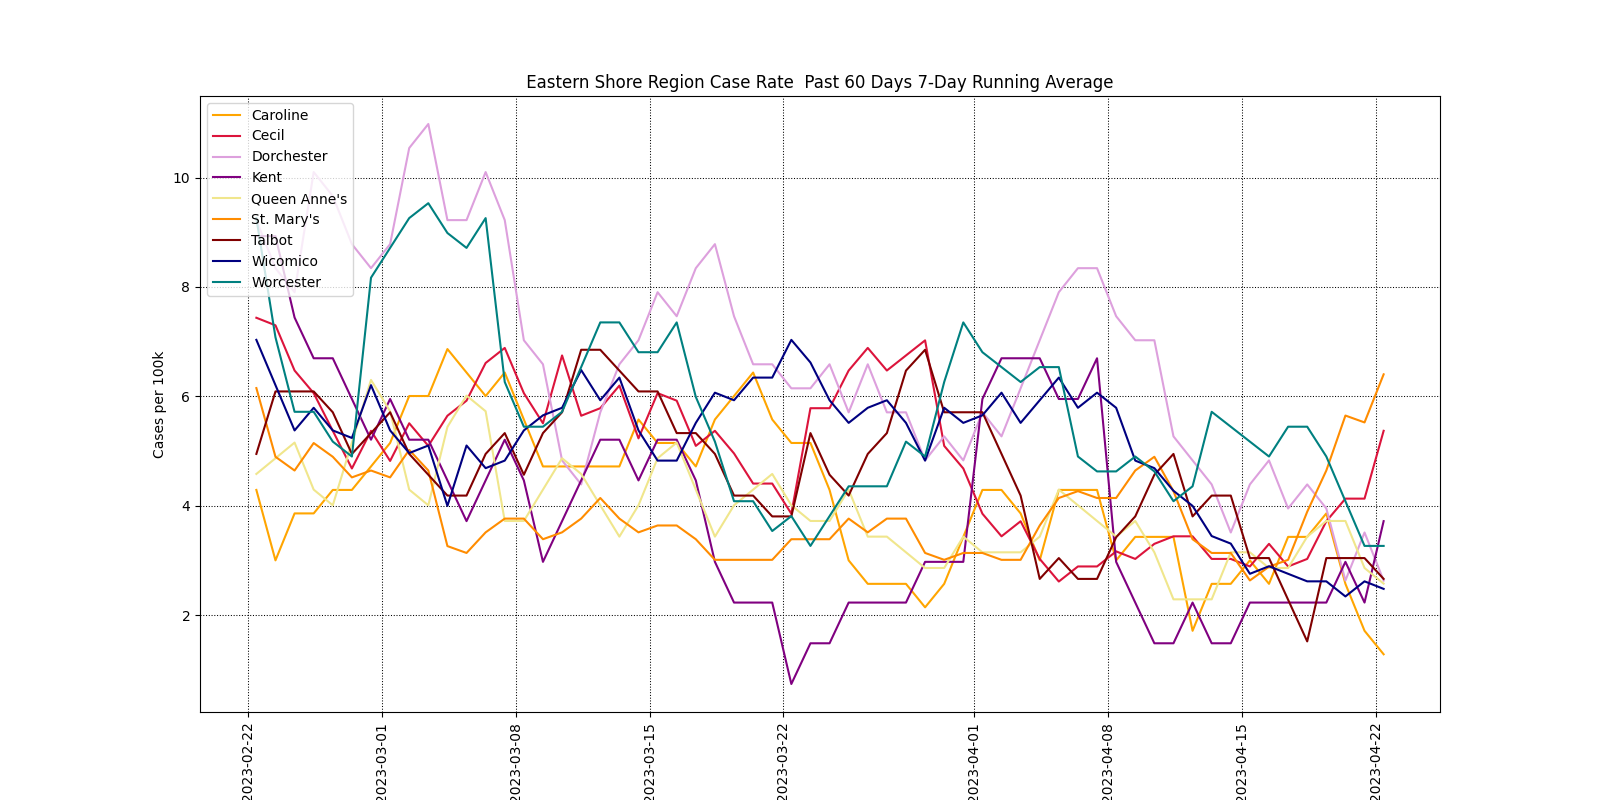 Eastern Shore Region Case Rate  Past 60 Days 7-Day Running Average
Caroline
Cecil
Dorchester
Kent
Queen Anne's
St. Mary's
Talbot
Wicomico
Worcester
Cases per 100k
10
8
6
4
2
2023-02-22
2023-03-01
2023-03-08
2023-03-15
2023-03-22
2023-04-01
2023-04-08
2023-04-15
2023-04-22